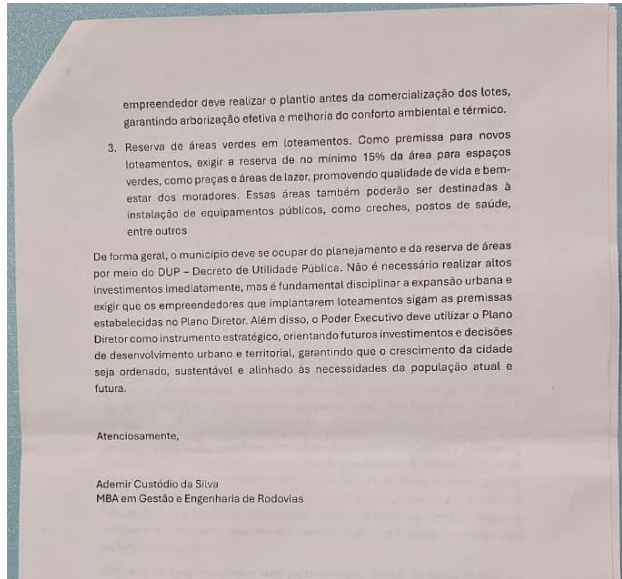 empreendedor deve realizar o plantio antes da comercialização dos lotes,
garantindo arborização efetiva e melhoria do conforto ambiental e térmico.
3. Reserva de áreas verdes em loteamentos. Como premissa para novos
loteamentos, exigir a reserva de no mínimo 15% da área para espaços
verdes, como praças e áreas de lazer, promovendo qualidade de vida e bem-
estar dos moradores. Essas áreas também poderão ser destinadas à
instalação de equipamentos públicos, como creches, postos de saúde,
entre outros
De forma geral, o município deve se ocupar do planejamento e da reserva de áreas
por meio do DUP – Decreto de Utilidade Pública. Não é necessário realizar altos
investimentos imediatamente, mas é fundamental disciplinar a expansão urbana e
exigir que os empreendedores que implantarem loteamentos sigam as premissas
estabelecidas no Plano Diretor. Além disso, o Poder Executivo deve utilizar o Plano
Diretor como instrumento estratégico, orientando futuros investimentos e decisões
de desenvolvimento urbano e territorial, garantindo que o crescimento da cidade
seja ordenado, sustentável e alinhado às necessidades da população atual e
futura.
Atenciosamente,
Ademir Custódio da Silva
MBA em Gestão e Engenharia de Rodovias